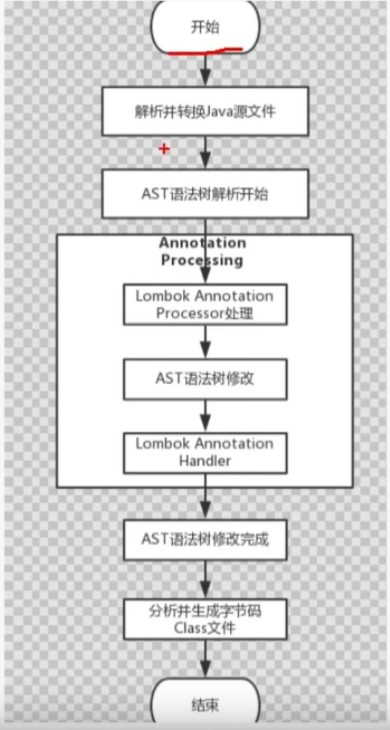 开始
解析并转换Java源文件
AST语法树解析开始
Annotation
Processing
Lombok Annotation
Processor处理
AST语法树修改
Lombok Annotation
Handler
AST语法树修改完成
分析并生成字节码
Class文件
结束